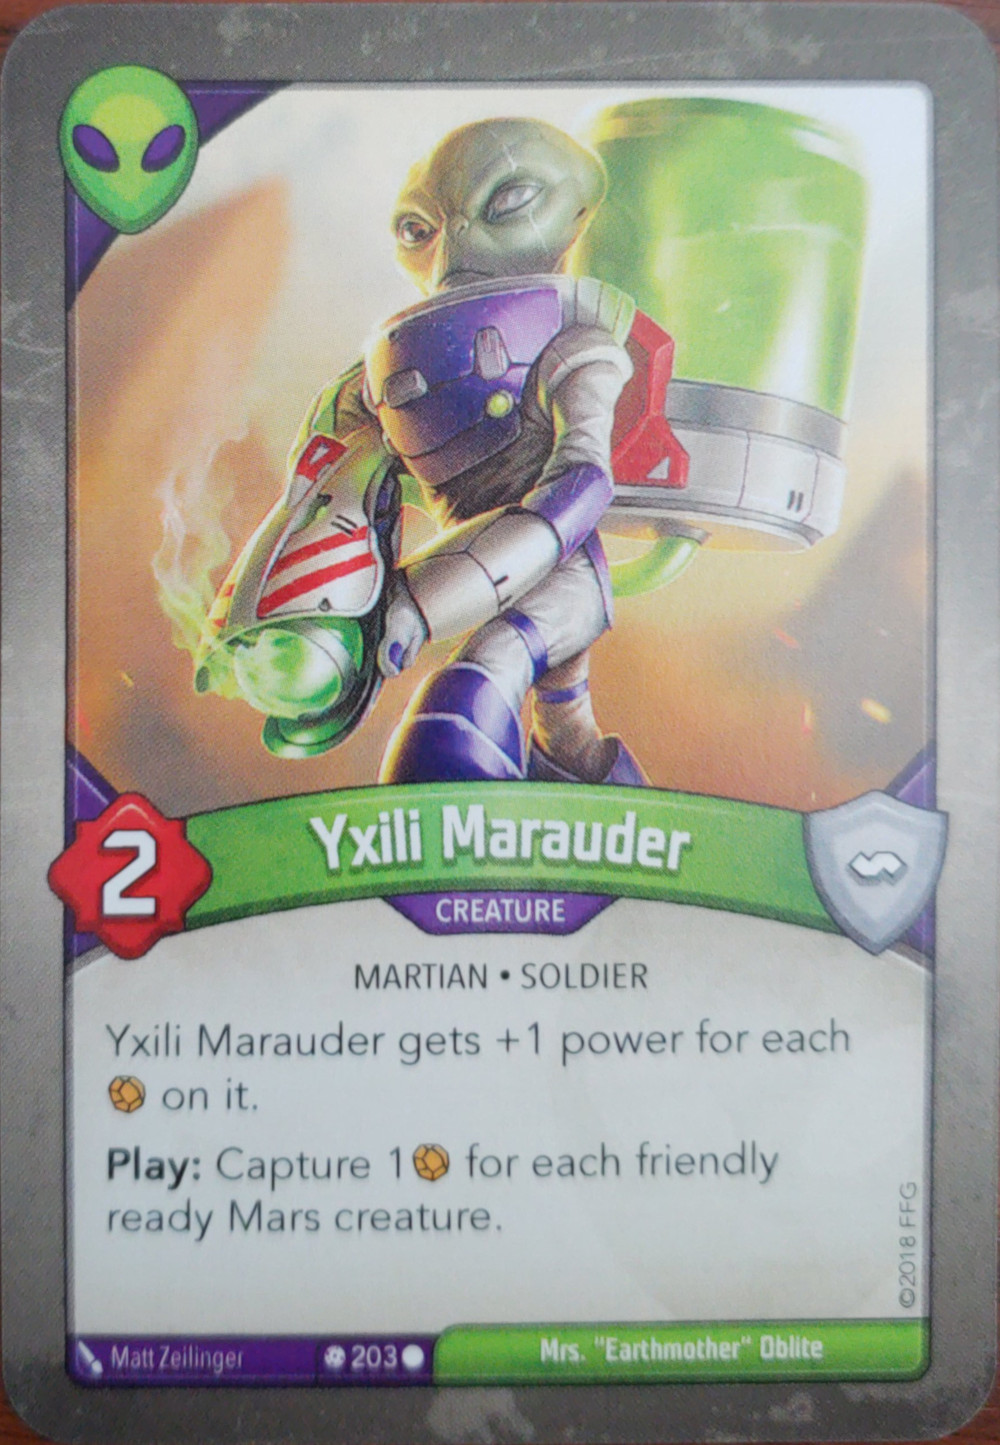 2
Yxili Marauder
CREATURE
MARTIAN • SOLDIER
Yxili Marauder gets +1 power for each
on it.
Play: Capture 1 for each friendly
ready Mars creature.
©2018 FFG
Matt Zeilinger
203
Mrs. "Earthmother" Oblite